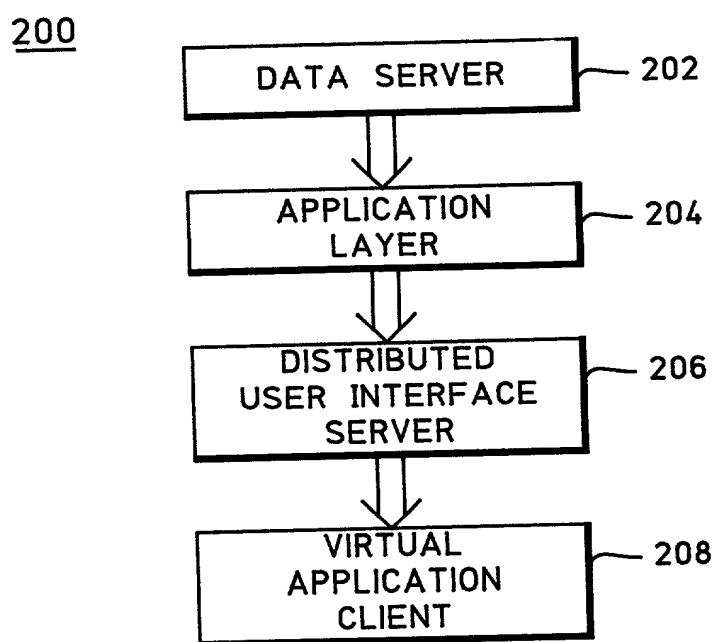 200
DATA SERVER
202
APPLICATION
LAYER
204
DISTRIBUTED
USER INTERFACE
SERVER
206
VIRTUAL
APPLICATION
CLIENT
208